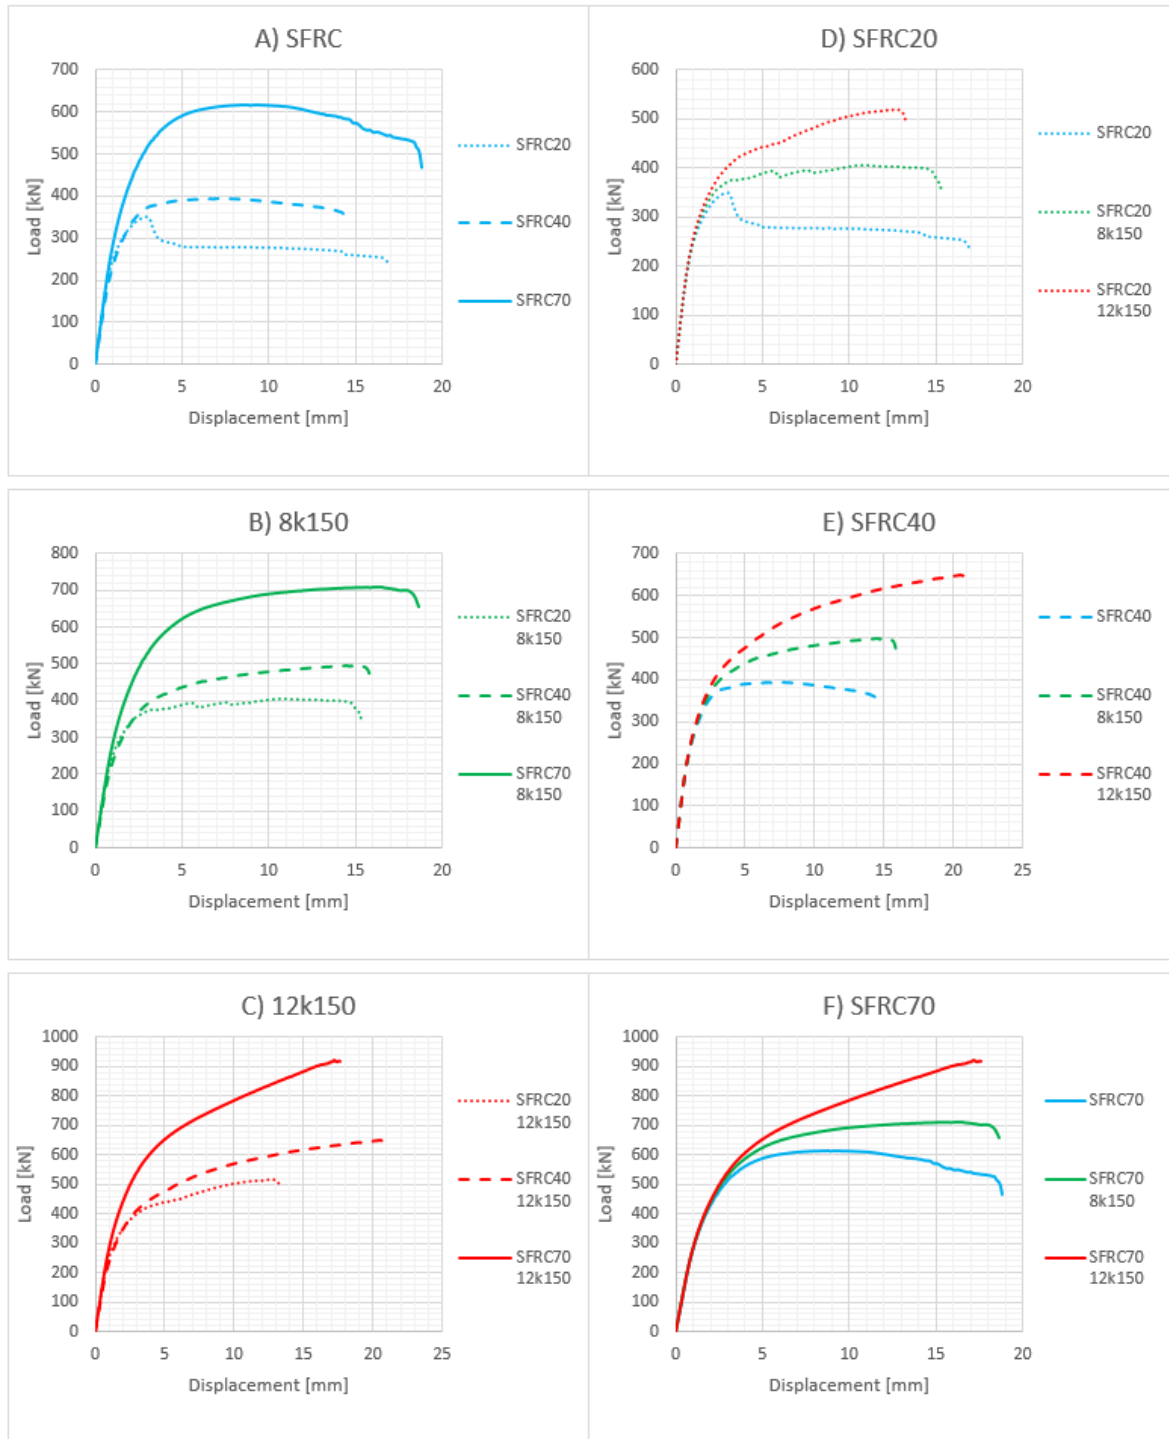 A) SFRC
700
600
500
400
300
200
100
0
Load [kN]
0 5 10 15 20
Displacement [mm]
SFRC20
SFRC40
SFRC70
D) SFRC20
600
500
400
300
200
100
0
Load [kN]
0 5 10 15 20
Displacement [mm]
SFRC20
SFRC20
8k150
SFRC20
12k150
B) 8k150
800
700
600
500
400
300
200
100
0
Load [kN]
0 5 10 15 20
Displacement [mm]
SFRC20
8k150
SFRC40
8k150
SFRC70
8k150
E) SFRC40
700
600
500
400
300
200
100
0
Load [kN]
0 5 10 15 20 25
Displacement [mm]
SFRC40
SFRC40
8k150
SFRC40
12k150
C) 12k150
1000
900
800
700
600
500
400
300
200
100
0
Load [kN]
0 5 10 15 20 25
Displacement [mm]
SFRC20
12k150
SFRC40
12k150
SFRC70
12k150
F) SFRC70
1000
900
800
700
600
500
400
300
200
100
0
Load [kN]
0 5 10 15 20
Displacement [mm]
SFRC70
SFRC70
8k150
SFRC70
12k150